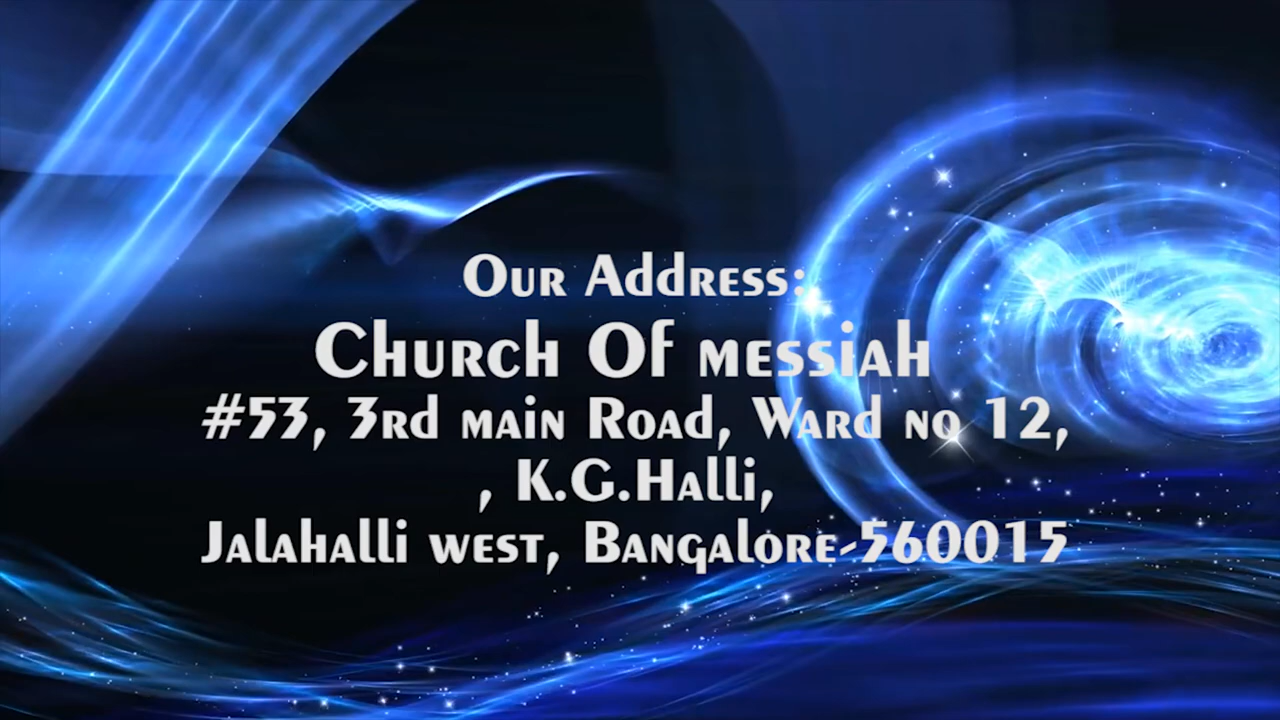 Our Address:
Church Of messiah
#53, 3rd main Road, Ward no 12,
, K.G.Halli,
Jalahalli west, Bangalore-560015